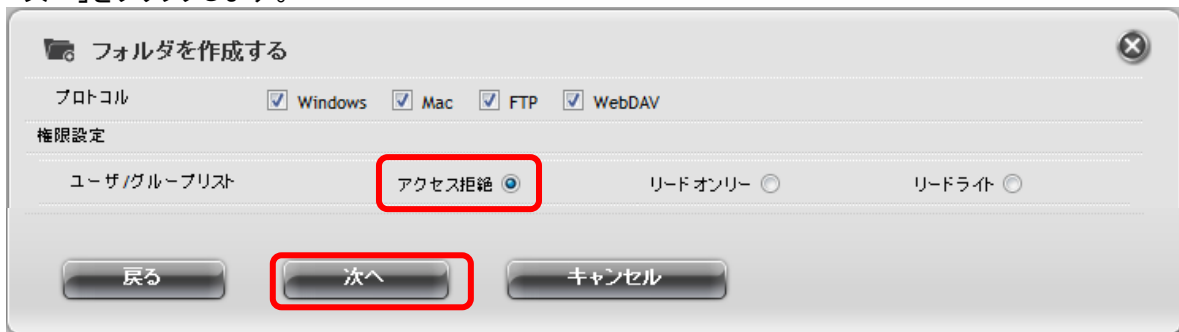 フォルダを作成する
プロトコル Windows Mac FTP WebDAV
権限設定
ユーザ/グループリスト アクセス拒絶 リードオンリー リードライト
戻る 次へ キャンセル